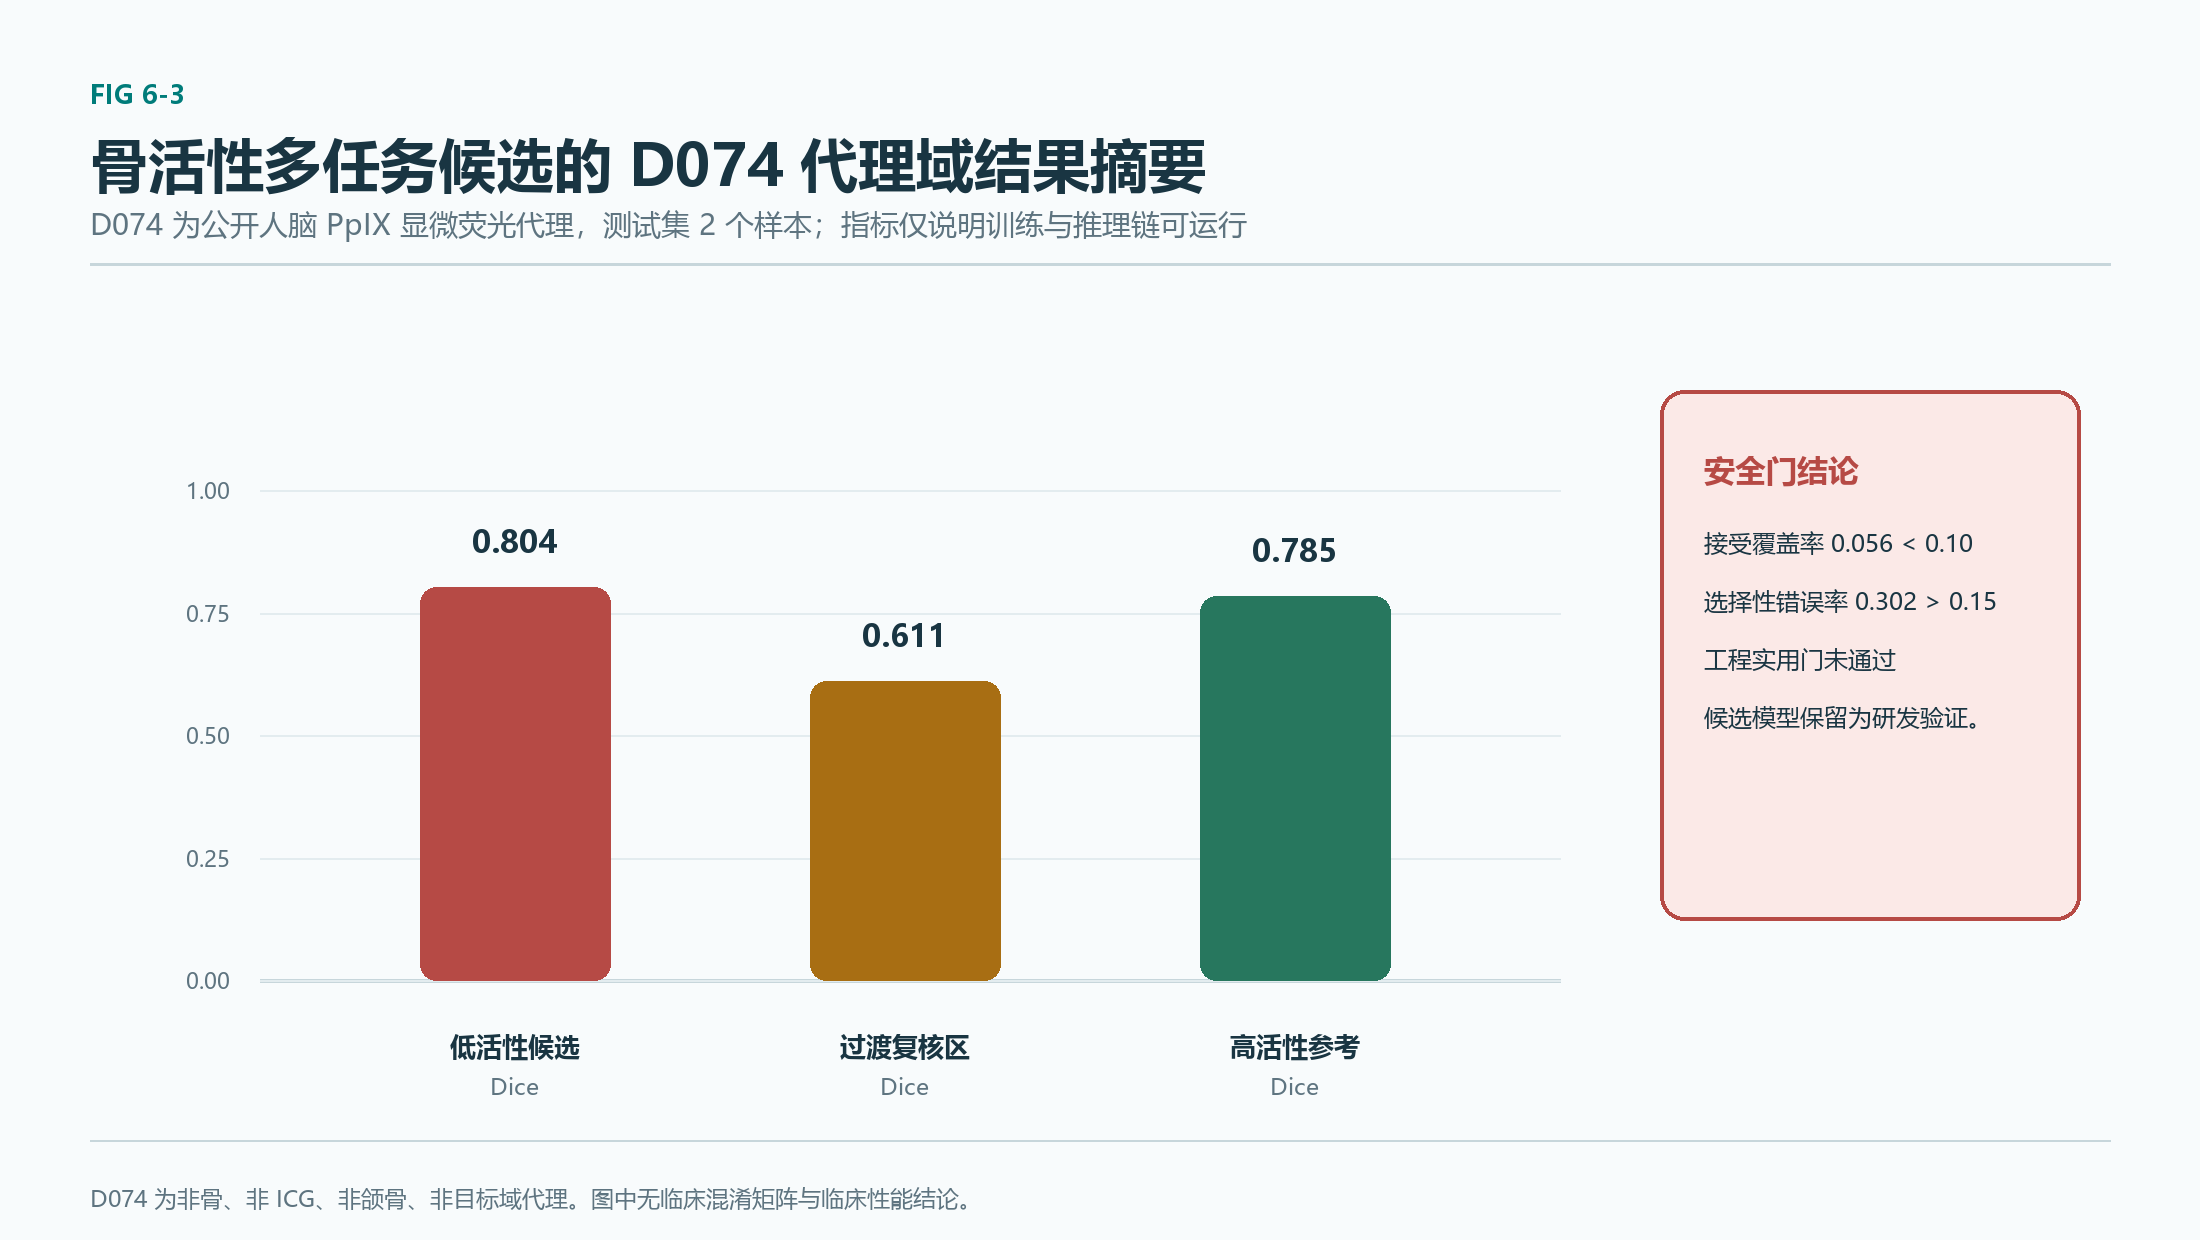 FIG 6-3
骨活性多任务候选的 D074 代理域结果摘要
D074 为公开人脑 PpIX 显微荧光代理，测试集 2 个样本；指标仅说明训练与推理链可运行
1.00
0.75
0.50
0.25
0.00
0.804
0.611
0.785
低活性候选
Dice
过渡复核区
Dice
高活性参考
Dice
安全门结论
接受覆盖率 0.056 < 0.10
选择性错误率 0.302 > 0.15
工程实用门未通过
候选模型保留为研发验证。
D074 为非骨、非 ICG、非颌骨、非目标域代理。图中无临床混淆矩阵与临床性能结论。